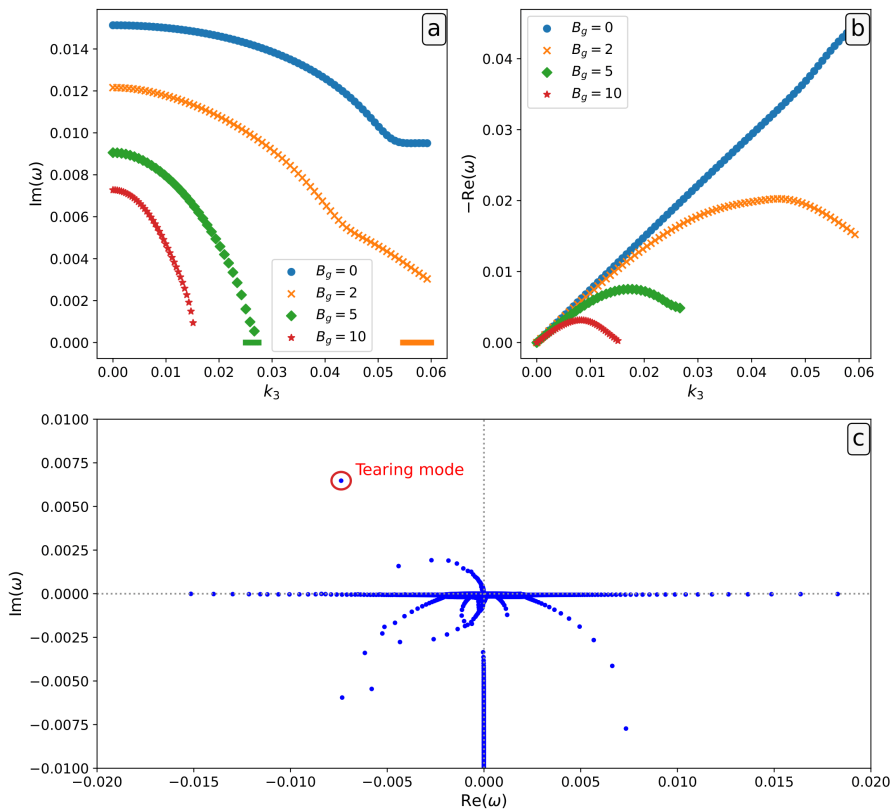 a
0.014
0.012
0.010
0.008
0.006
0.004
0.002
0.000
Im(ω)
B_g = 0
B_g = 2
B_g = 5
B_g = 10
0.00 0.01 0.02 0.03 0.04 0.05 0.06
k_3
b
B_g = 0
B_g = 2
B_g = 5
B_g = 10
0.04
0.03
0.02
0.01
0.00
−Re(ω)
0.00 0.01 0.02 0.03 0.04 0.05 0.06
k_3
c
Tearing mode
0.0100
0.0075
0.0050
0.0025
0.0000
−0.0025
−0.0050
−0.0075
−0.0100
Im(ω)
−0.020 −0.015 −0.010 −0.005 0.000 0.005 0.010 0.015 0.020
Re(ω)